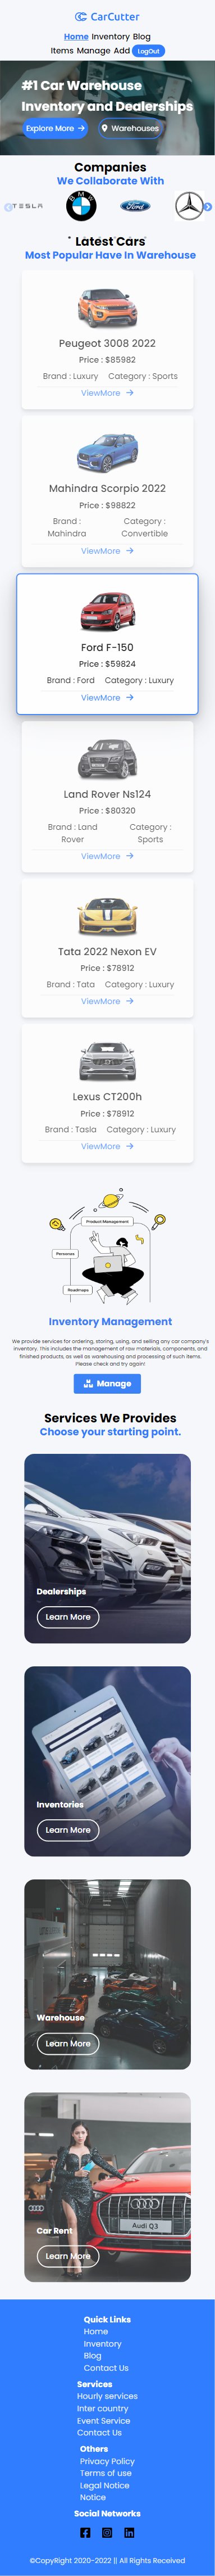 CarCutter
Home Inventory Blog
Items Manage Add LogOut
#1 Car Warehouse
Inventory and Dealerships
Explore More Warehouses
Companies
We Collaborate With
TESLA
BMW
Ford
Latest Cars
Most Popular Have In Warehouse
Peugeot 3008 2022
Price : $85982
Brand : Luxury Category : Sports
ViewMore
Mahindra Scorpio 2022
Price : $98822
Brand : Category :
Mahindra Convertible
ViewMore
Ford F-150
Price : $59824
Brand : Ford Category : Luxury
ViewMore
Land Rover Ns124
Price : $80320
Brand : Land Category :
Rover Sports
ViewMore
Tata 2022 Nexon EV
Price : $78912
Brand : Tata Category : Luxury
ViewMore
Lexus CT200h
Price : $78912
Brand : Tasla Category : Luxury
ViewMore
Product Management
Personas
Roadmaps
Inventory Management
We provide services for ordering, storing, using, and selling any car company's
inventory. This includes the management of raw materials, components, and
finished products, as well as warehousing and processing of such items.
Please check and try again!
Manage
Services We Provide
Choose your starting point.
Dealerships
Learn More
Inventories
Learn More
Warehouse
Learn More
Audi Q3
Car Rent
Learn More
Quick Links
Home
Inventory
Blog
Contact Us
Services
Hourly services
Inter country
Event Service
Contact Us
Others
Privacy Policy
Terms of use
Legal Notice
Notice
Social Networks
©CopyRight 2020-2022 || All Rights Received